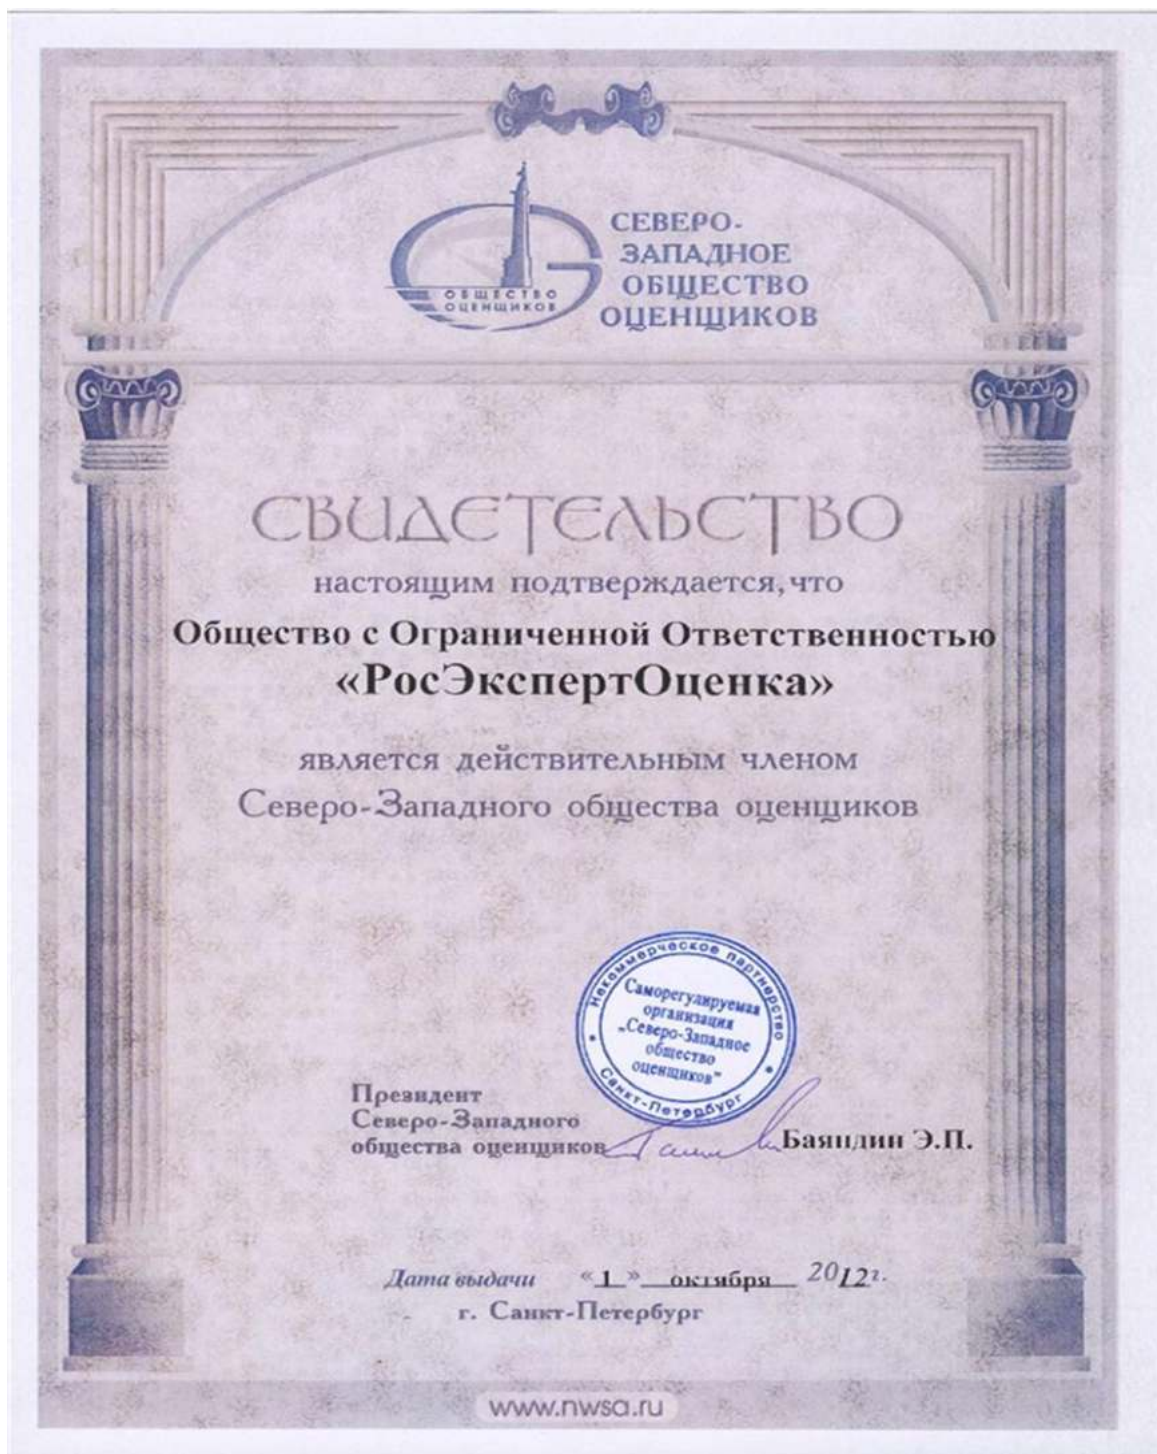 СЕВЕРО-
ЗАПАДНОЕ
ОБЩЕСТВО
ОЦЕНЩИКОВ
ОБЩЕСТВО
ОЦЕНЩИКОВ
СВИДЕТЕЛЬСТВО
настоящим подтверждается, что
Общество с Ограниченной Ответственностью
«РосЭкспертОценка»
является действительным членом
Северо-Западного общества оценщиков
Некоммерческое партнерство
Саморегулируемая
организация
„Северо-Западное
общество
оценщиков"
Санкт-Петербург
Президент
Северо-Западного
общества оценщиков
Баяндин Э.П.
Дата выдачи «1» октября 2012г.
г. Санкт-Петербург
www.nwsa.ru